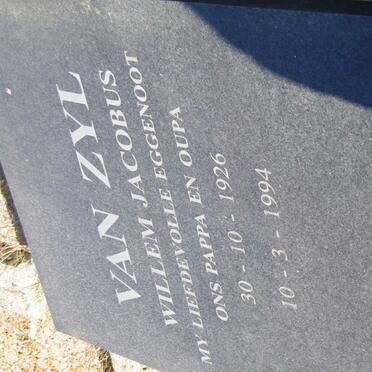 VAN ZYL
WILLEM JACOBUS
MY LIEFDEVOLLE EGGENOOT
ONS PAPPA EN OUPA
30 - 10 - 1926
10 - 3 - 1994